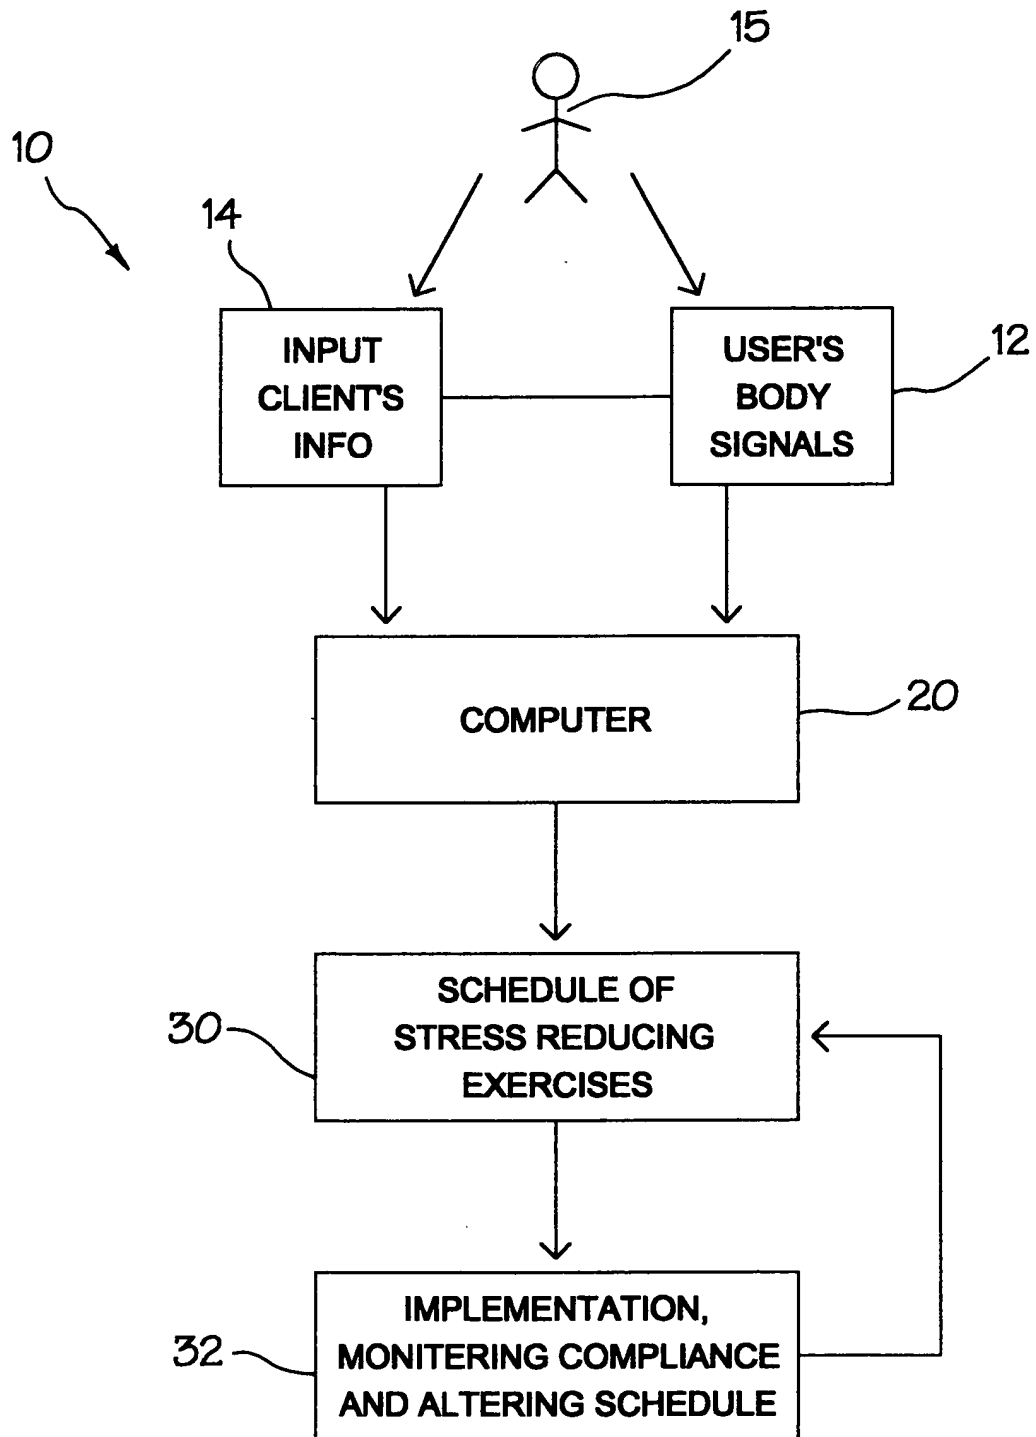 15
10
14
INPUT
CLIENT'S
INFO
USER'S
BODY
SIGNALS
12
COMPUTER
20
SCHEDULE OF
STRESS REDUCING
EXERCISES
30
IMPLEMENTATION,
MONITERING COMPLIANCE
AND ALTERING SCHEDULE
32